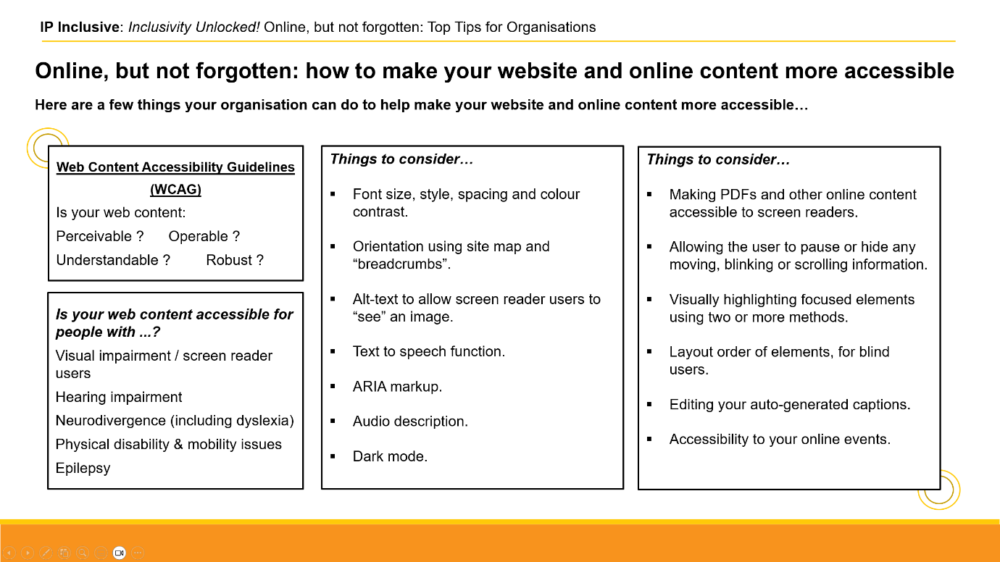 IP Inclusive: Inclusivity Unlocked! Online, but not forgotten: Top Tips for Organisations
Online, but not forgotten: how to make your website and online content more accessible
Here are a few things your organisation can do to help make your website and online content more accessible…
Web Content Accessibility Guidelines
(WCAG)
Is your web content:
Perceivable ? Operable ?
Understandable ? Robust ?
Is your web content accessible for
people with ...?
Visual impairment / screen reader
users
Hearing impairment
Neurodivergence (including dyslexia)
Physical disability & mobility issues
Epilepsy
Things to consider…
▪ Font size, style, spacing and colour
contrast.
▪ Orientation using site map and
“breadcrumbs”.
▪ Alt-text to allow screen reader users to
“see” an image.
▪ Text to speech function.
▪ ARIA markup.
▪ Audio description.
▪ Dark mode.
Things to consider…
▪ Making PDFs and other online content
accessible to screen readers.
▪ Allowing the user to pause or hide any
moving, blinking or scrolling information.
▪ Visually highlighting focused elements
using two or more methods.
▪ Layout order of elements, for blind
users.
▪ Editing your auto-generated captions.
▪ Accessibility to your online events.